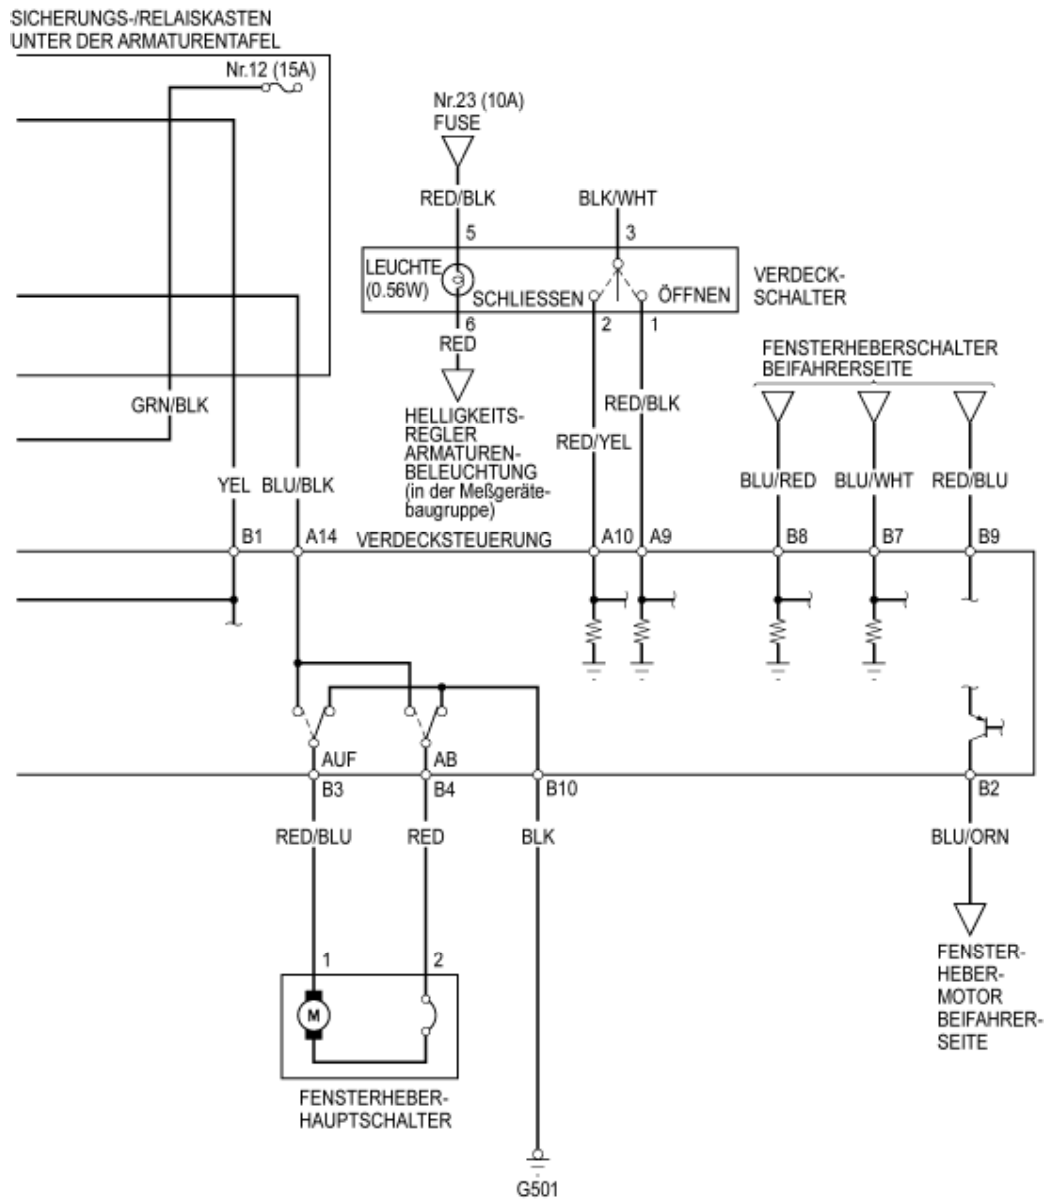 SICHERUNGS-/RELAISKASTEN
UNTER DER ARMATURENTAFEL
Nr.12 (15A)
Nr.23 (10A)
FUSE
RED/BLK
BLK/WHT
5
3
LEUCHTE
(0.56W)
SCHLIESSEN
ÖFFNEN
VERDECK-
SCHALTER
6
2
1
RED
FENSTERHEBERSCHALTER
BEIFAHRERSEITE
GRN/BLK
RED/BLK
HELLIGKEITS-
REGLER
ARMATUREN-
BELEUCHTUNG
(in der Meßgeräte-
baugruppe)
RED/YEL
YEL
BLU/BLK
BLU/RED
BLU/WHT
RED/BLU
B1
A14
VERDECKSTEUERUNG
A10
A9
B8
B7
B9
AUF
AB
B3
B4
B10
B2
RED/BLU
RED
BLK
BLU/ORN
1
2
M
FENSTER-
HEBER-
MOTOR
BEIFAHRER-
SEITE
FENSTERHEBER-
HAUPTSCHALTER
G501